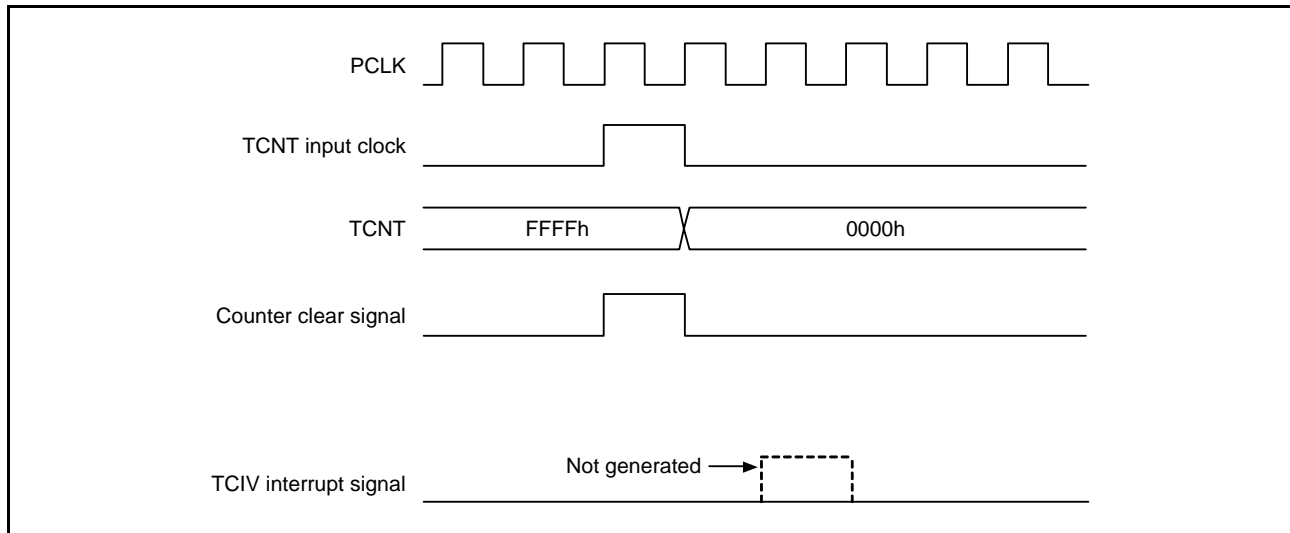 PCLK
TCNT input clock
TCNT
FFFFh
0000h
Counter clear signal
Not generated
TCIV interrupt signal